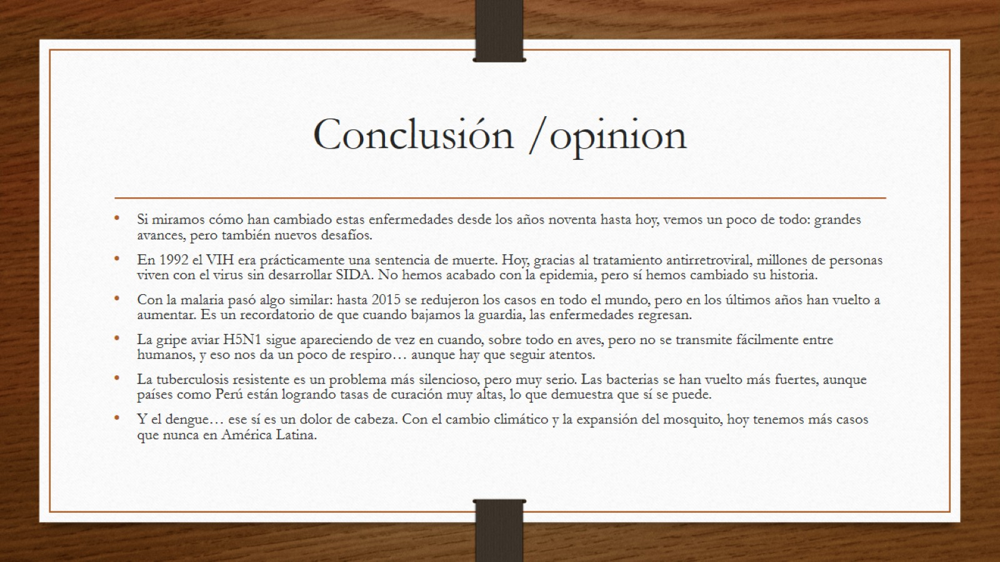 Conclusión /opinion
• Si miramos cómo han cambiado estas enfermedades desde los años noventa hasta hoy, vemos un poco de todo: grandes
avances, pero también nuevos desafíos.
• En 1992 el VIH era prácticamente una sentencia de muerte. Hoy, gracias al tratamiento antirretroviral, millones de personas
viven con el virus sin desarrollar SIDA. No hemos acabado con la epidemia, pero sí hemos cambiado su historia.
• Con la malaria pasó algo similar: hasta 2015 se redujeron los casos en todo el mundo, pero en los últimos años han vuelto a
aumentar. Es un recordatorio de que cuando bajamos la guardia, las enfermedades regresan.
• La gripe aviar H5N1 sigue apareciendo de vez en cuando, sobre todo en aves, pero no se transmite fácilmente entre
humanos, y eso nos da un poco de respiro… aunque hay que seguir atentos.
• La tuberculosis resistente es un problema más silencioso, pero muy serio. Las bacterias se han vuelto más fuertes, aunque
países como Perú están logrando tasas de curación muy altas, lo que demuestra que sí se puede.
• Y el dengue… ese sí es un dolor de cabeza. Con el cambio climático y la expansión del mosquito, hoy tenemos más casos
que nunca en América Latina.